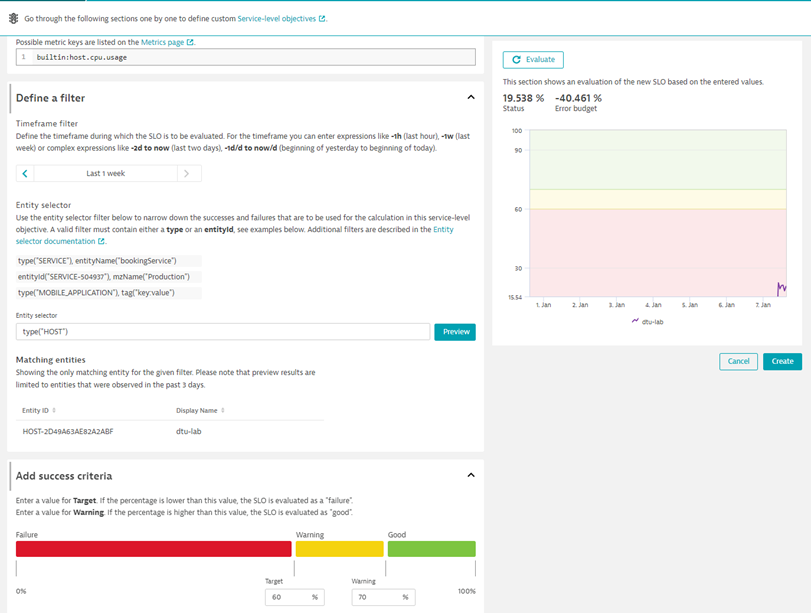 Go through the following sections one by one to define custom Service-level objectives.
Possible metric keys are listed on the Metrics page.
1 builtin:host.cpu.usage
Define a filter
Timeframe filter
Define the timeframe during which the SLO is to be evaluated. For the timeframe you can enter expressions like -1h (last hour), -1w (last
week) or complex expressions like -2d to now (last two days), -1d/d to now/d (beginning of yesterday to beginning of today).
Last 1 week
Entity selector
Use the entity selector filter below to narrow down the successes and failures that are to be used for the calculation in this service-level
objective. A valid filter must contain either a type or an entityId, see examples below. Additional filters are described in the Entity
selector documentation.
type("SERVICE"), entityName("bookingService")
entityId("SERVICE-504937"), mzName("Production")
type("MOBILE_APPLICATION"), tag("key:value")
Entity selector
type("HOST")
Preview
Matching entities
Showing the only matching entity for the given filter. Please note that preview results are
limited to entities that were observed in the past 3 days.
Entity ID Display Name
HOST-2D49A63AE82A2ABF dtu-lab
Add success criteria
Enter a value for Target. If the percentage is lower than this value, the SLO is evaluated as a "failure".
Enter a value for Warning. If the percentage is higher than this value, the SLO is evaluated as "good".
Failure Warning Good
0% 100%
Target Warning
60 % 70 %
Evaluate
This section shows an evaluation of the new SLO based on the entered values.
19.538 % -40.461 %
Status Error budget
100
90
60
30
15.54
1. Jan 2. Jan 3. Jan 4. Jan 5. Jan 6. Jan 7. Jan
dtu-lab
Cancel Create